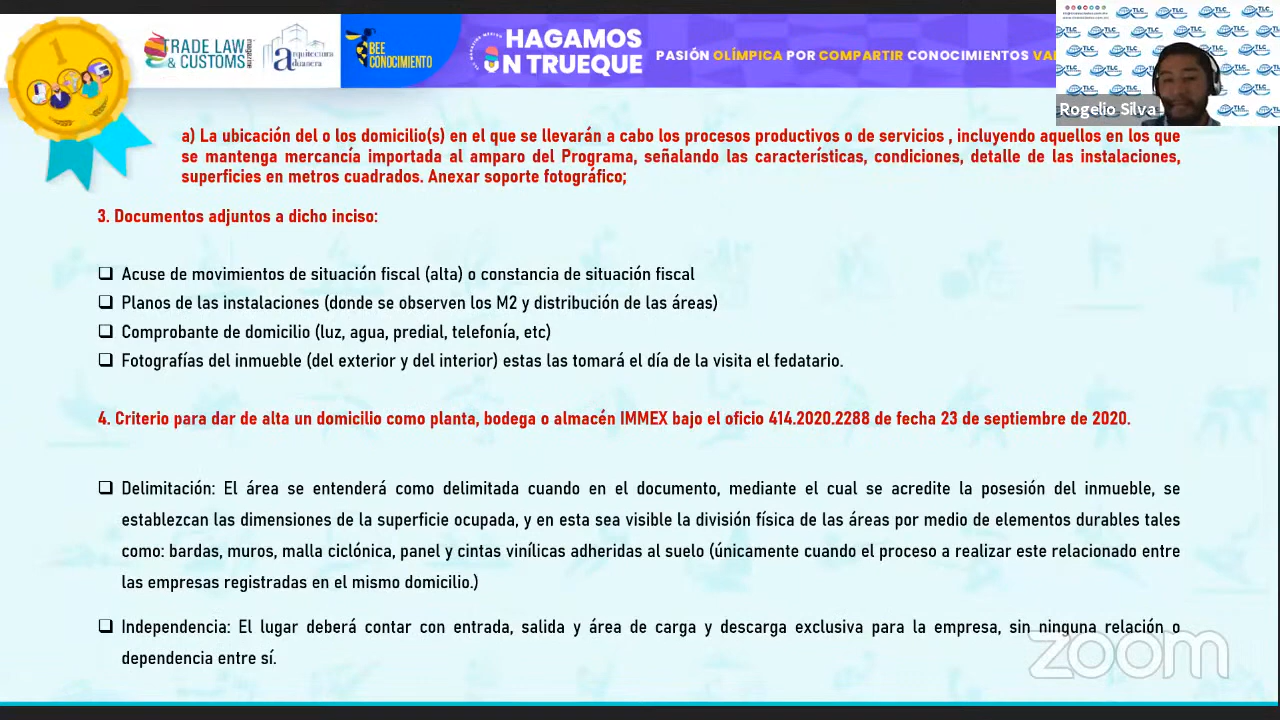 TRADE LAW
& CUSTOMS
Arquitectura
Aduanera
BEE
CONOCIMIENTO
HAGAMOS
UN TRUEQUE
PASIÓN OLÍMPICA POR COMPARTIR CONOCIMIENTOS VA
TLC
Rogelio Silva
a) La ubicación del o los domicilio(s) en el que se llevarán a cabo los procesos productivos o de servicios , incluyendo aquellos en los que
se mantenga mercancía importada al amparo del Programa, señalando las características, condiciones, detalle de las instalaciones,
superficies en metros cuadrados. Anexar soporte fotográfico;
3. Documentos adjuntos a dicho inciso:
Acuse de movimientos de situación fiscal (alta) o constancia de situación fiscal
Planos de las instalaciones (donde se observen los M2 y distribución de las áreas)
Comprobante de domicilio (luz, agua, predial, telefonía, etc)
Fotografías del inmueble (del exterior y del interior) estas las tomará el día de la visita el fedatario.
4. Criterio para dar de alta un domicilio como planta, bodega o almacén IMMEX bajo el oficio 414.2020.2288 de fecha 23 de septiembre de 2020.
Delimitación: El área se entenderá como delimitada cuando en el documento, mediante el cual se acredite la posesión del inmueble, se
establezcan las dimensiones de la superficie ocupada, y en esta sea visible la división física de las áreas por medio de elementos durables tales
como: bardas, muros, malla ciclónica, panel y cintas vinílicas adheridas al suelo (únicamente cuando el proceso a realizar este relacionado entre
las empresas registradas en el mismo domicilio.)
Independencia: El lugar deberá contar con entrada, salida y área de carga y descarga exclusiva para la empresa, sin ninguna relación o
dependencia entre sí.
zoom